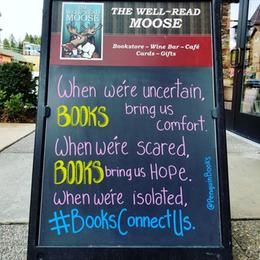 THE WELL-READ
MOOSE
Bookstore ~ Wine Bar ~ Café
Cards ~ Gifts
When we're uncertain,
BOOKS bring us
comfort.
When we're scared,
BOOKS bring us HOPE.
When we're isolated,
#BooksConnectUs.
@PenguinBooks